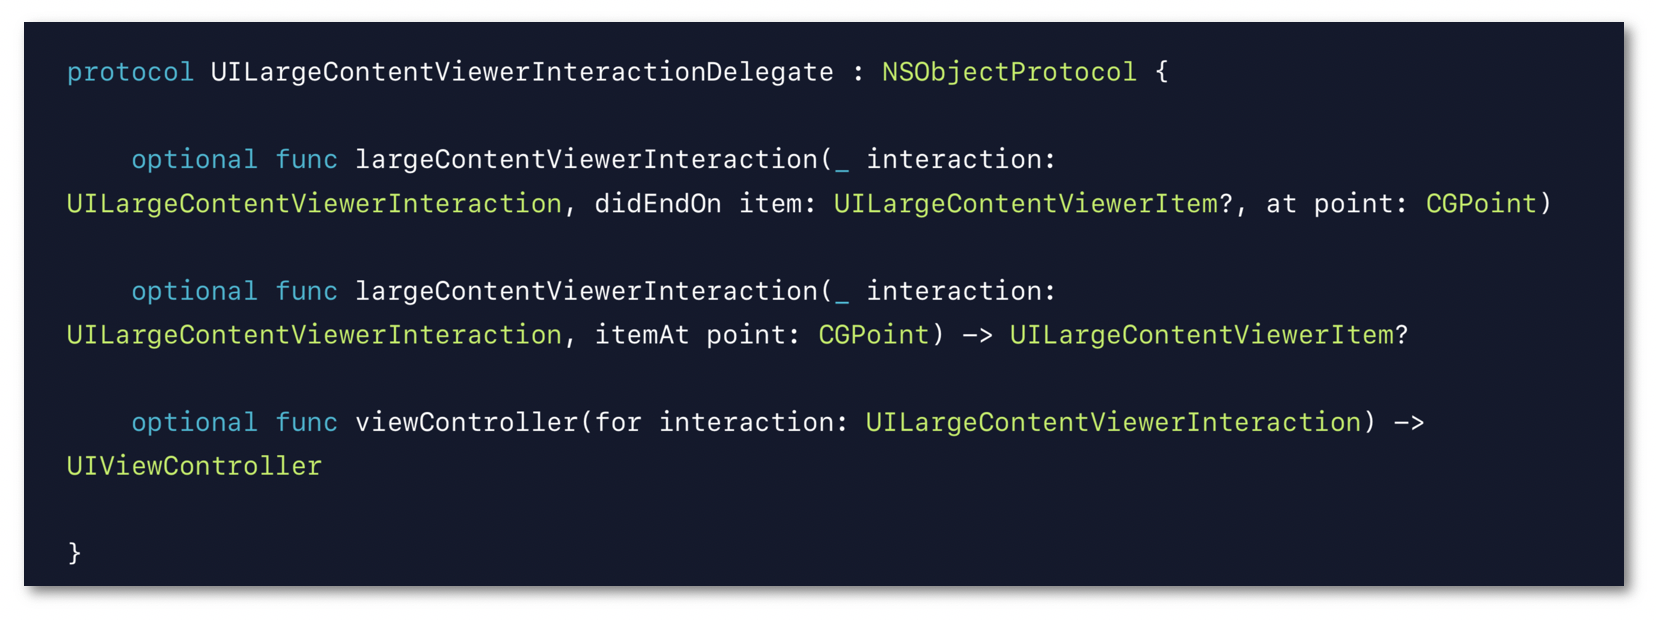 protocol UILargeContentViewerInteractionDelegate : NSObjectProtocol {
optional func largeContentViewerInteraction(_ interaction:
UILargeContentViewerInteraction, didEndOn item: UILargeContentViewerItem?, at point: CGPoint)
optional func largeContentViewerInteraction(_ interaction:
UILargeContentViewerInteraction, itemAt point: CGPoint) -> UILargeContentViewerItem?
optional func viewController(for interaction: UILargeContentViewerInteraction) ->
UIViewController
}